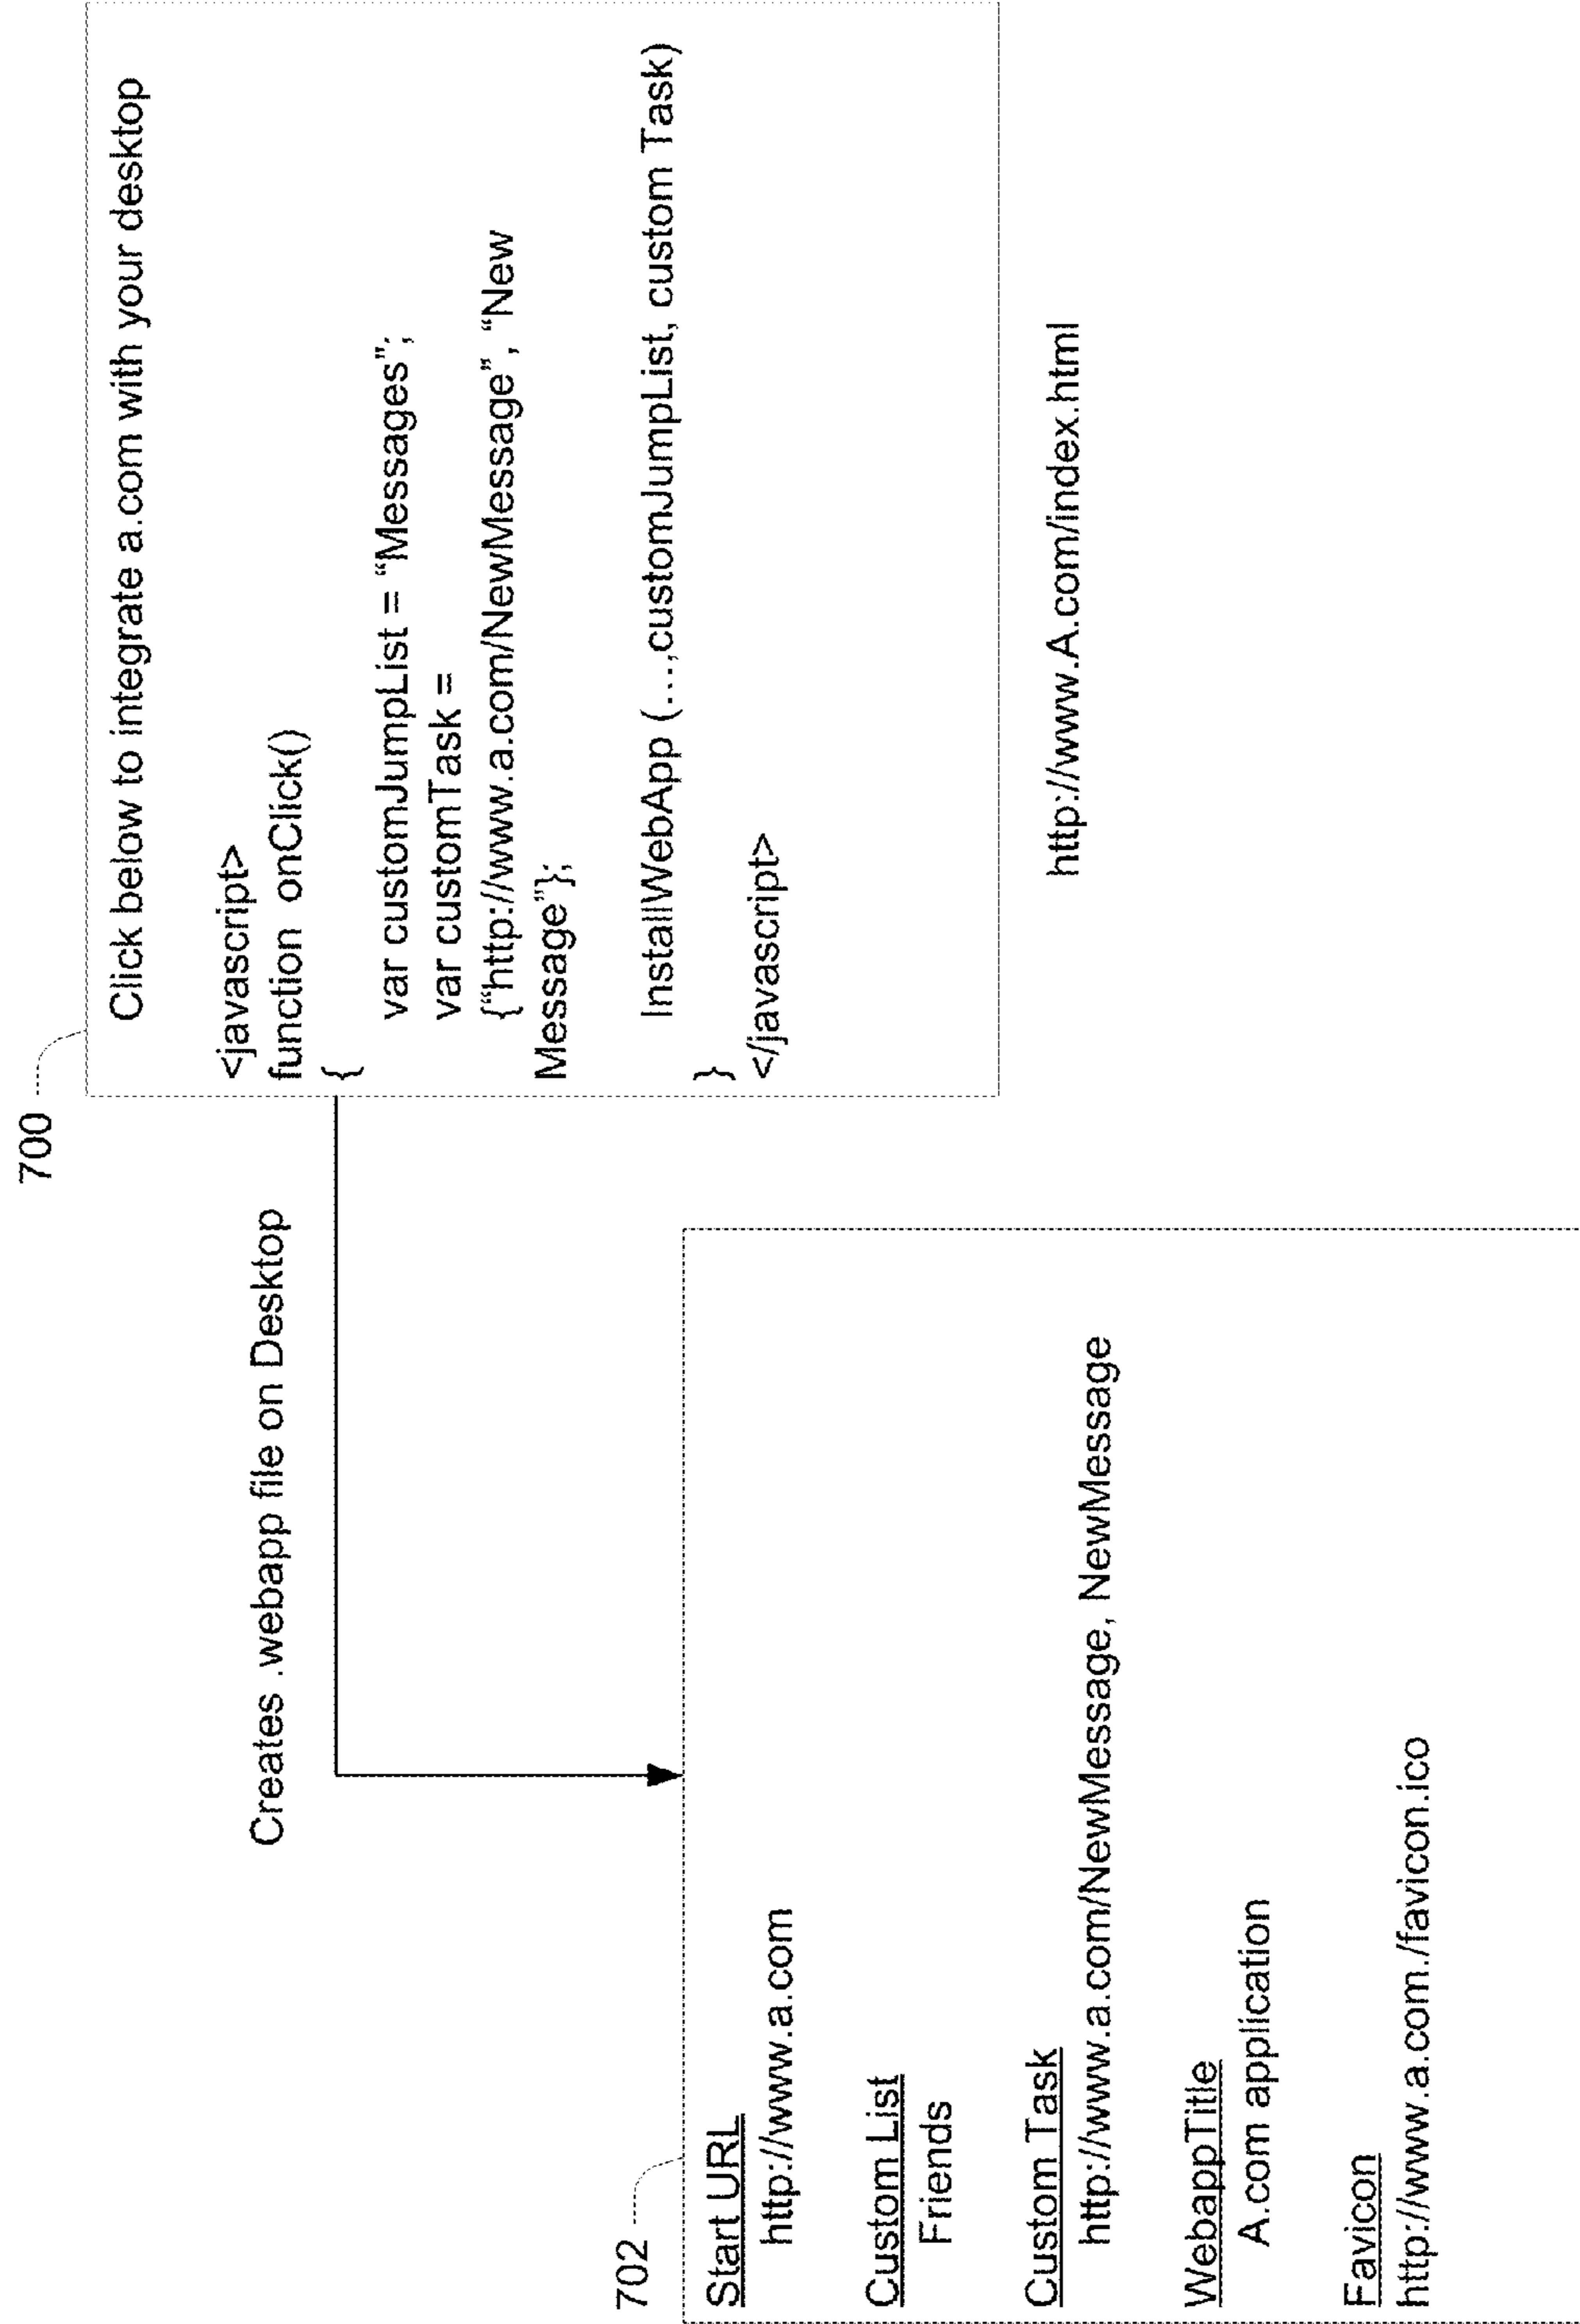 700
Click below to integrate a.com with your desktop
<javascript>
function onClick()
{
var customJumpList = “Messages”;
var customTask =
{“http://www.a.com/NewMessage”, “New
Message”};
InstallWebApp (....,customJumpList, custom Task)
}
</javascript>
http://www.A.com/index.html
Creates .webapp file on Desktop
702
Start URL
http://www.a.com
Custom List
Friends
Custom Task
http://www.a.com/NewMessage, NewMessage
WebappTitle
A.com application
Favicon
http://www.a.com./favicon.ico